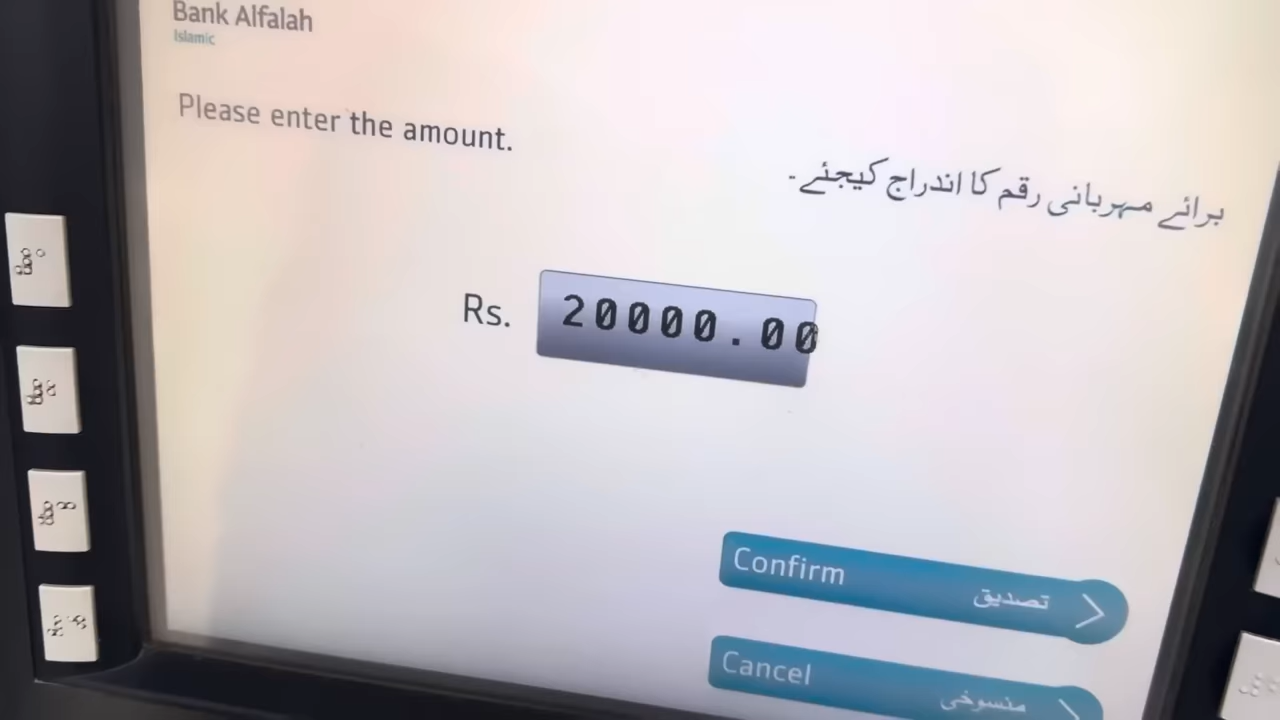 Bank Alfalah
Islamic
Please enter the amount.
برائے مہربانی رقم کا اندراج کیجئے۔
Rs. 20000.00
Confirm تصدیق
Cancel منسوخی